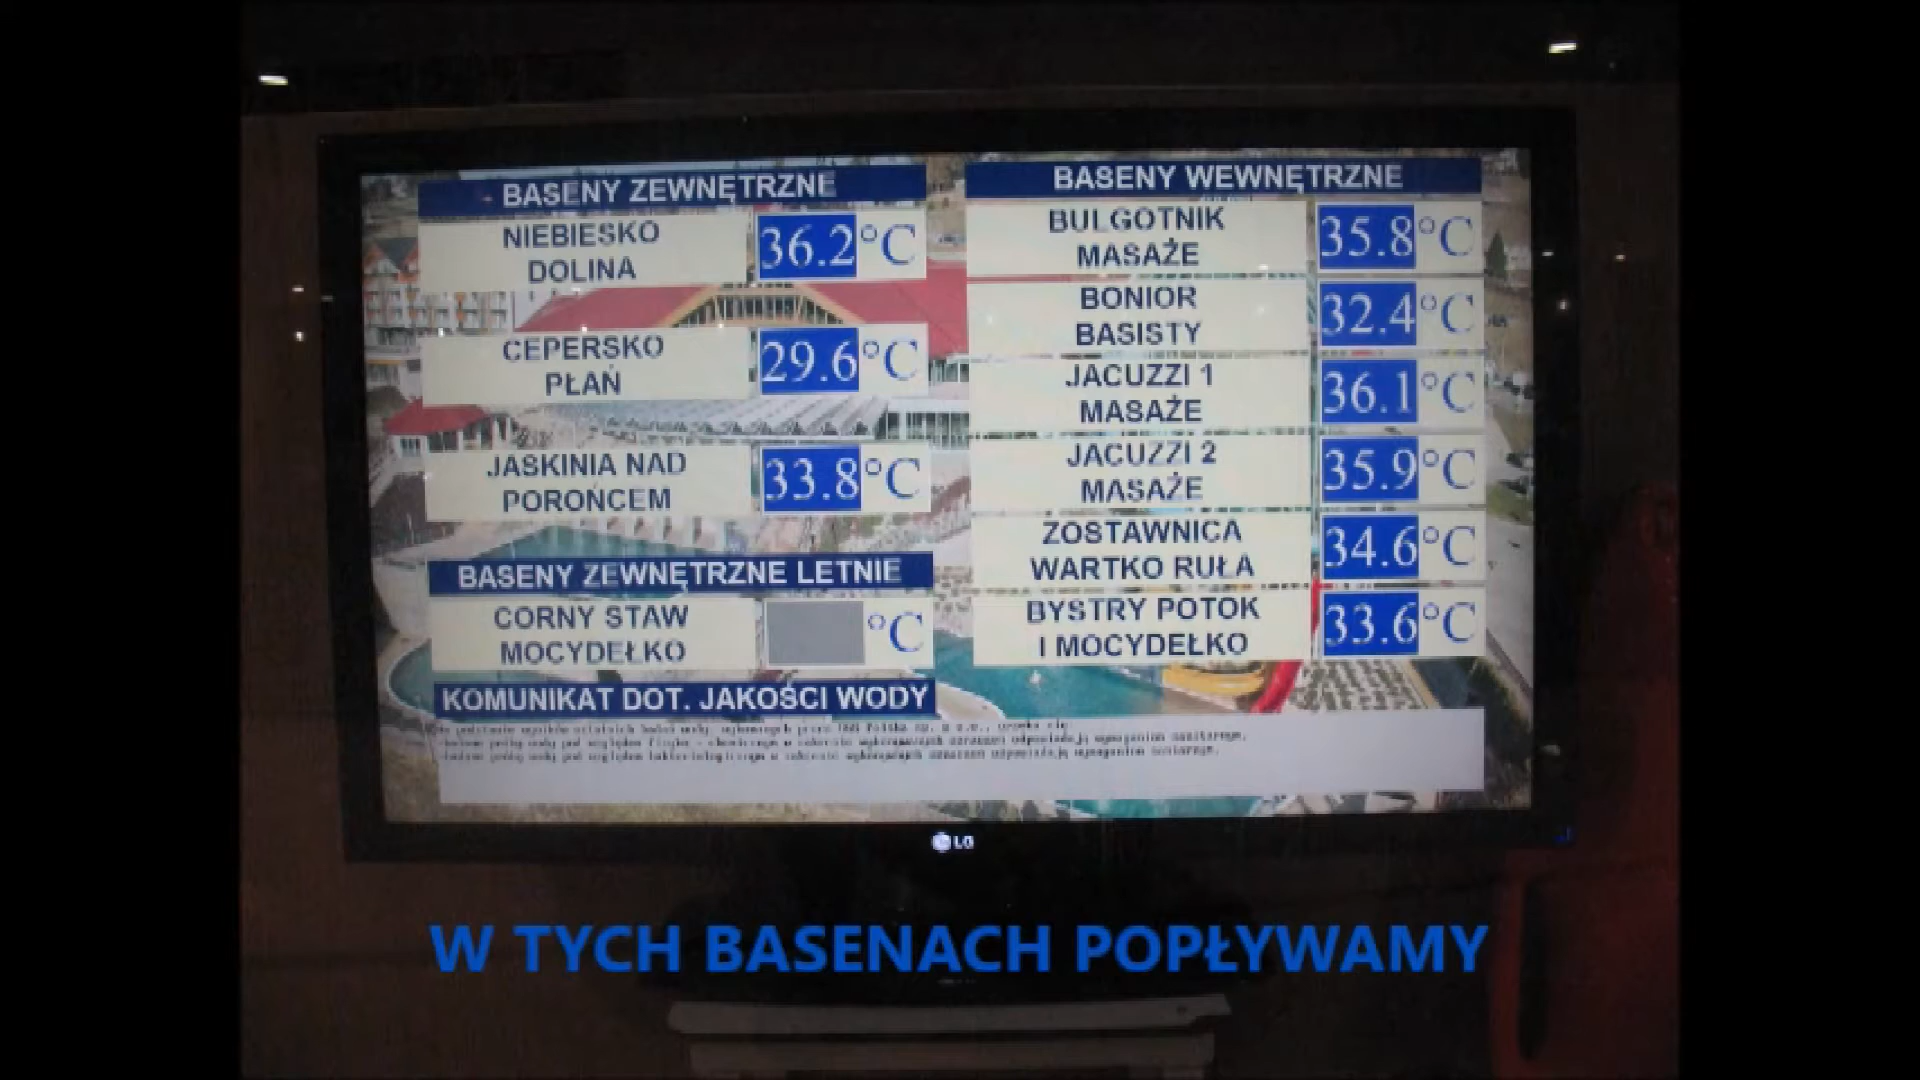 BASENY ZEWNĘTRZNE
NIEBIESKO
DOLINA
36.2°C
CEPERSKO
PŁAŃ
29.6°C
JASKINIA NAD
POROŃCEM
33.8°C
BASENY ZEWNĘTRZNE LETNIE
CORNY STAW
MOCYDEŁKO
°C
BASENY WEWNĘTRZNE
BULGOTNIK
MASAŻE
35.8°C
BONIOR
BASISTY
32.4°C
JACUZZI 1
MASAŻE
36.1°C
JACUZZI 2
MASAŻE
35.9°C
ZOSTAWNICA
WARTKO RUŁA
34.6°C
BYSTRY POTOK
I MOCYDEŁKO
33.6°C
KOMUNIKAT DOT. JAKOŚCI WODY
LG
W TYCH BASENACH POPŁYWAMY